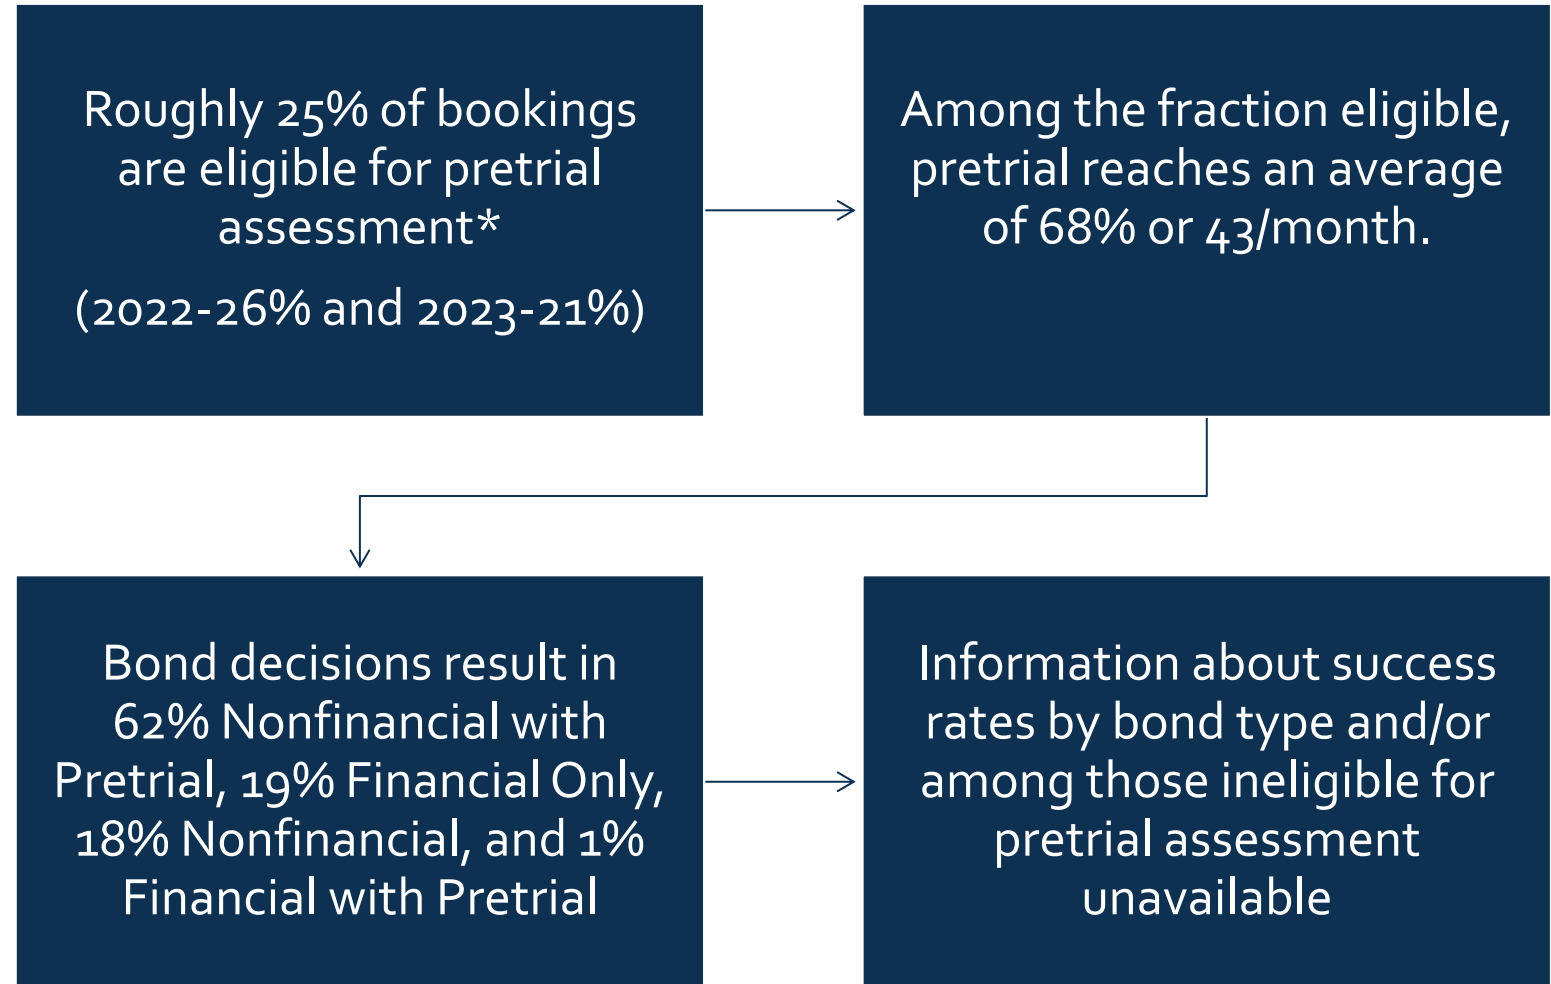 Roughly 25% of bookings
are eligible for pretrial
assessment*
(2022-26% and 2023-21%)
Among the fraction eligible,
pretrial reaches an average
of 68% or 43/month.
Bond decisions result in
62% Nonfinancial with
Pretrial, 19% Financial Only,
18% Nonfinancial, and 1%
Financial with Pretrial
Information about success
rates by bond type and/or
among those ineligible for
pretrial assessment
unavailable